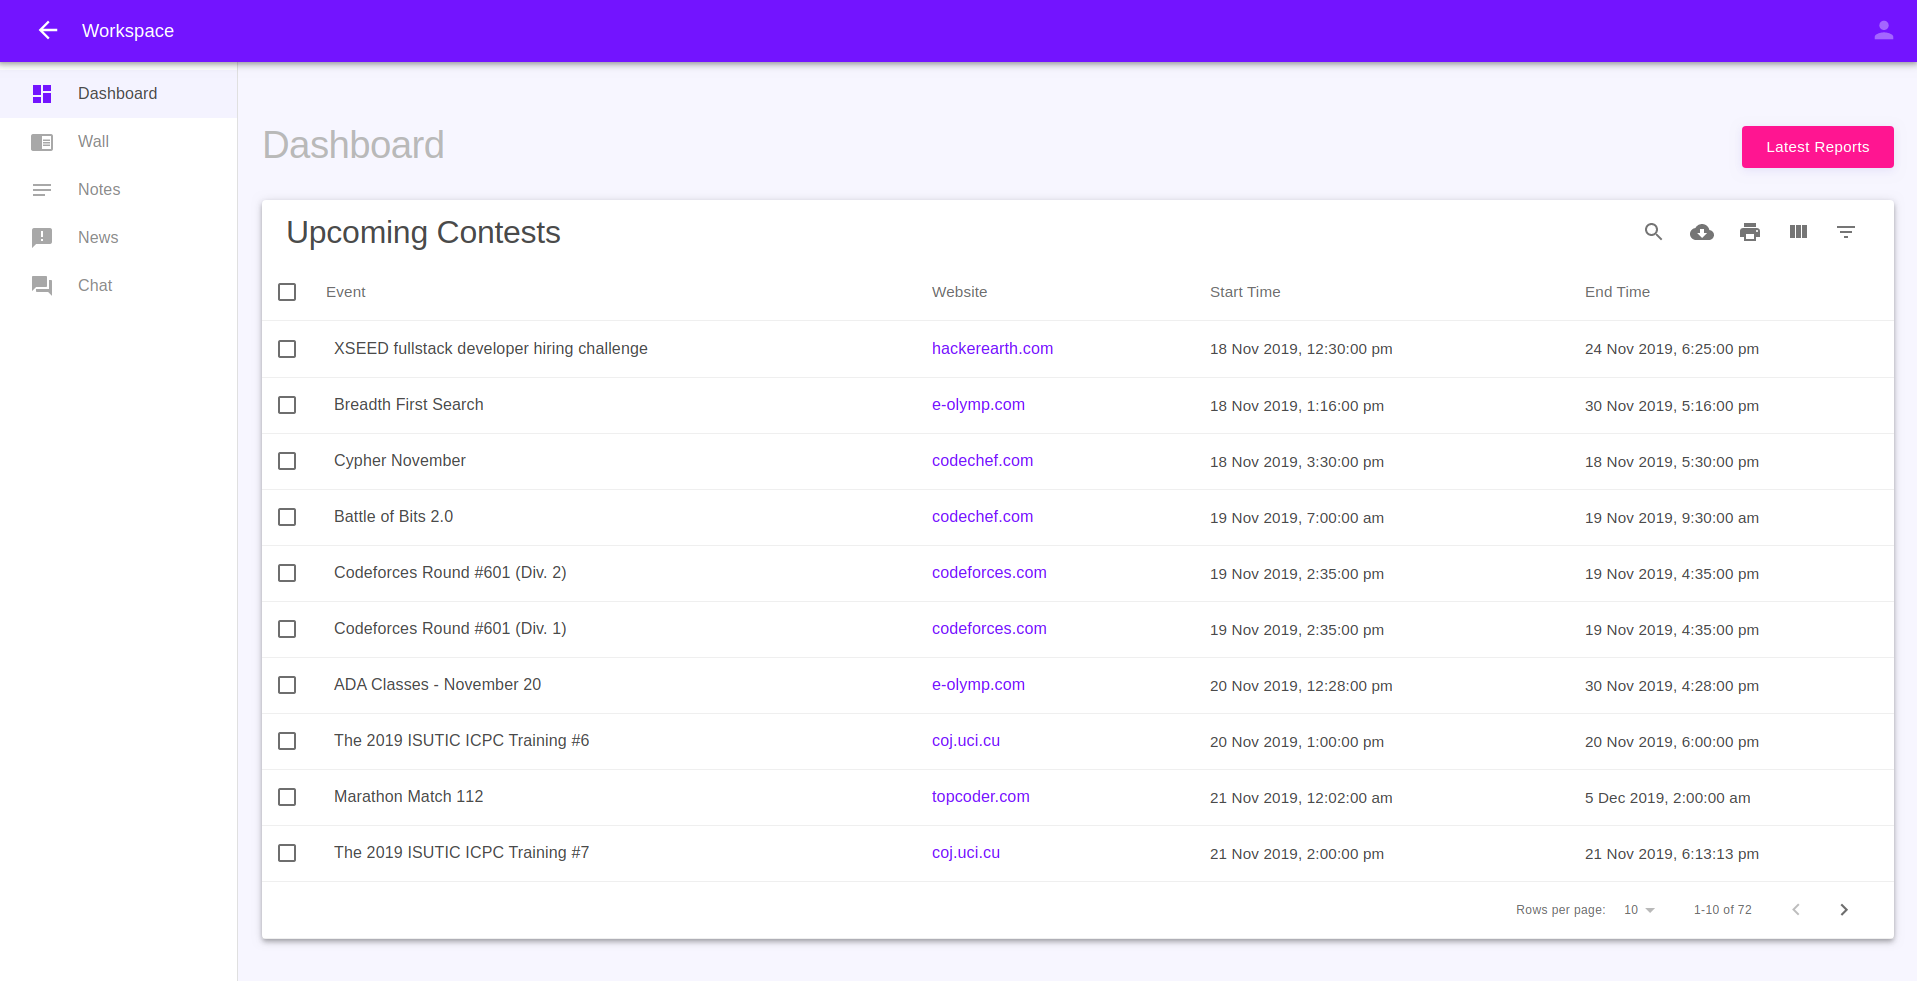 Workspace
Dashboard
Wall
Notes
News
Chat
Dashboard
Latest Reports
Upcoming Contests
Event Website Start Time End Time
XSEED fullstack developer hiring challenge hackerearth.com 18 Nov 2019, 12:30:00 pm 24 Nov 2019, 6:25:00 pm
Breadth First Search e-olymp.com 18 Nov 2019, 1:16:00 pm 30 Nov 2019, 5:16:00 pm
Cypher November codechef.com 18 Nov 2019, 3:30:00 pm 18 Nov 2019, 5:30:00 pm
Battle of Bits 2.0 codechef.com 19 Nov 2019, 7:00:00 am 19 Nov 2019, 9:30:00 am
Codeforces Round #601 (Div. 2) codeforces.com 19 Nov 2019, 2:35:00 pm 19 Nov 2019, 4:35:00 pm
Codeforces Round #601 (Div. 1) codeforces.com 19 Nov 2019, 2:35:00 pm 19 Nov 2019, 4:35:00 pm
ADA Classes - November 20 e-olymp.com 20 Nov 2019, 12:28:00 pm 30 Nov 2019, 4:28:00 pm
The 2019 ISUTIC ICPC Training #6 coj.uci.cu 20 Nov 2019, 1:00:00 pm 20 Nov 2019, 6:00:00 pm
Marathon Match 112 topcoder.com 21 Nov 2019, 12:02:00 am 5 Dec 2019, 2:00:00 am
The 2019 ISUTIC ICPC Training #7 coj.uci.cu 21 Nov 2019, 2:00:00 pm 21 Nov 2019, 6:13:13 pm
Rows per page: 10 1-10 of 72